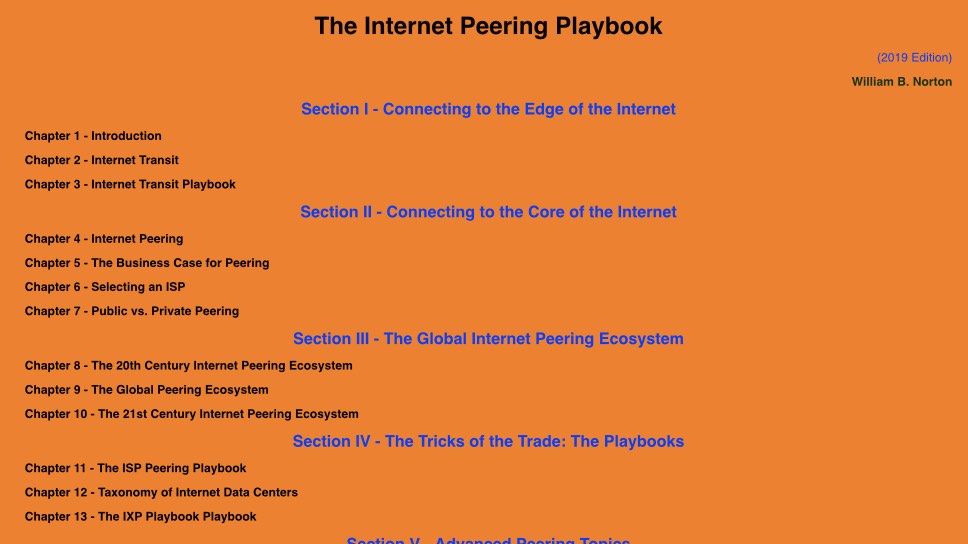 The Internet Peering Playbook
(2019 Edition)
William B. Norton
Section I - Connecting to the Edge of the Internet
Chapter 1 - Introduction
Chapter 2 - Internet Transit
Chapter 3 - Internet Transit Playbook
Section II - Connecting to the Core of the Internet
Chapter 4 - Internet Peering
Chapter 5 - The Business Case for Peering
Chapter 6 - Selecting an ISP
Chapter 7 - Public vs. Private Peering
Section III - The Global Internet Peering Ecosystem
Chapter 8 - The 20th Century Internet Peering Ecosystem
Chapter 9 - The Global Peering Ecosystem
Chapter 10 - The 21st Century Internet Peering Ecosystem
Section IV - The Tricks of the Trade: The Playbooks
Chapter 11 - The ISP Peering Playbook
Chapter 12 - Taxonomy of Internet Data Centers
Chapter 13 - The IXP Playbook Playbook
Section V - Advanced Peering Topics